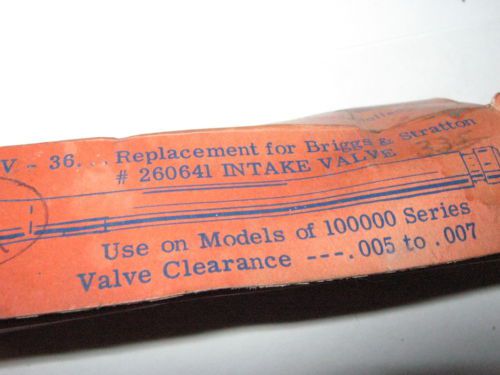 V - 36... Replacement for Briggs & Stratton
# 260641 INTAKE VALVE
Use on Models of 100000 Series
Valve Clearance ---.005 to .007